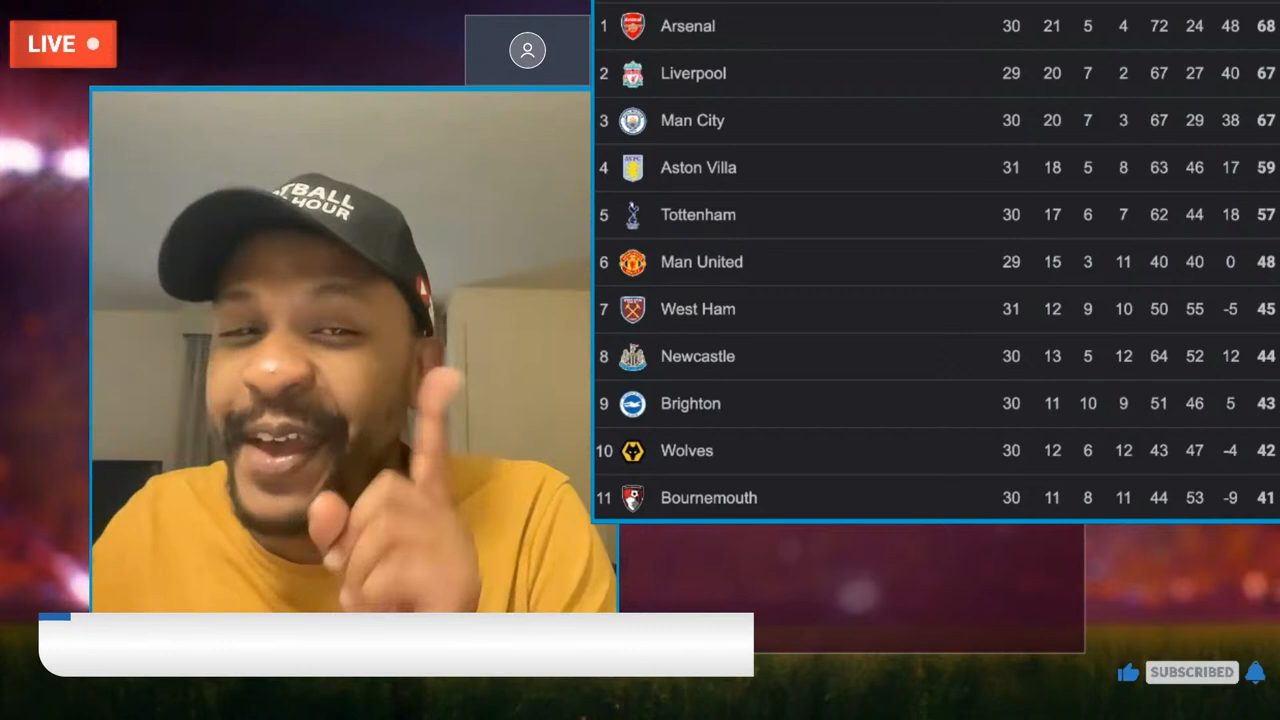 LIVE
TBALL
HOUR
1 Arsenal 30 21 5 4 72 24 48 68
2 Liverpool 29 20 7 2 67 27 40 67
3 Man City 30 20 7 3 67 29 38 67
4 Aston Villa 31 18 5 8 63 46 17 59
5 Tottenham 30 17 6 7 62 44 18 57
6 Man United 29 15 3 11 40 40 0 48
7 West Ham 31 12 9 10 50 55 -5 45
8 Newcastle 30 13 5 12 64 52 12 44
9 Brighton 30 11 10 9 51 46 5 43
10 Wolves 30 12 6 12 43 47 -4 42
11 Bournemouth 30 11 8 11 44 53 -9 41
SUBSCRIBED